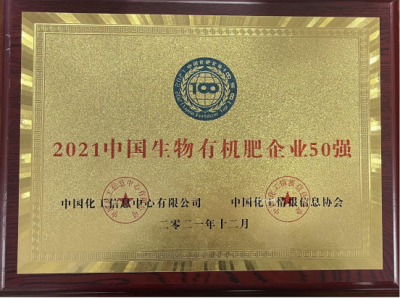 100
2021中国生物有机肥企业50强
中国化工信息中心有限公司 中国化工情报信息协会
二零二一年十二月